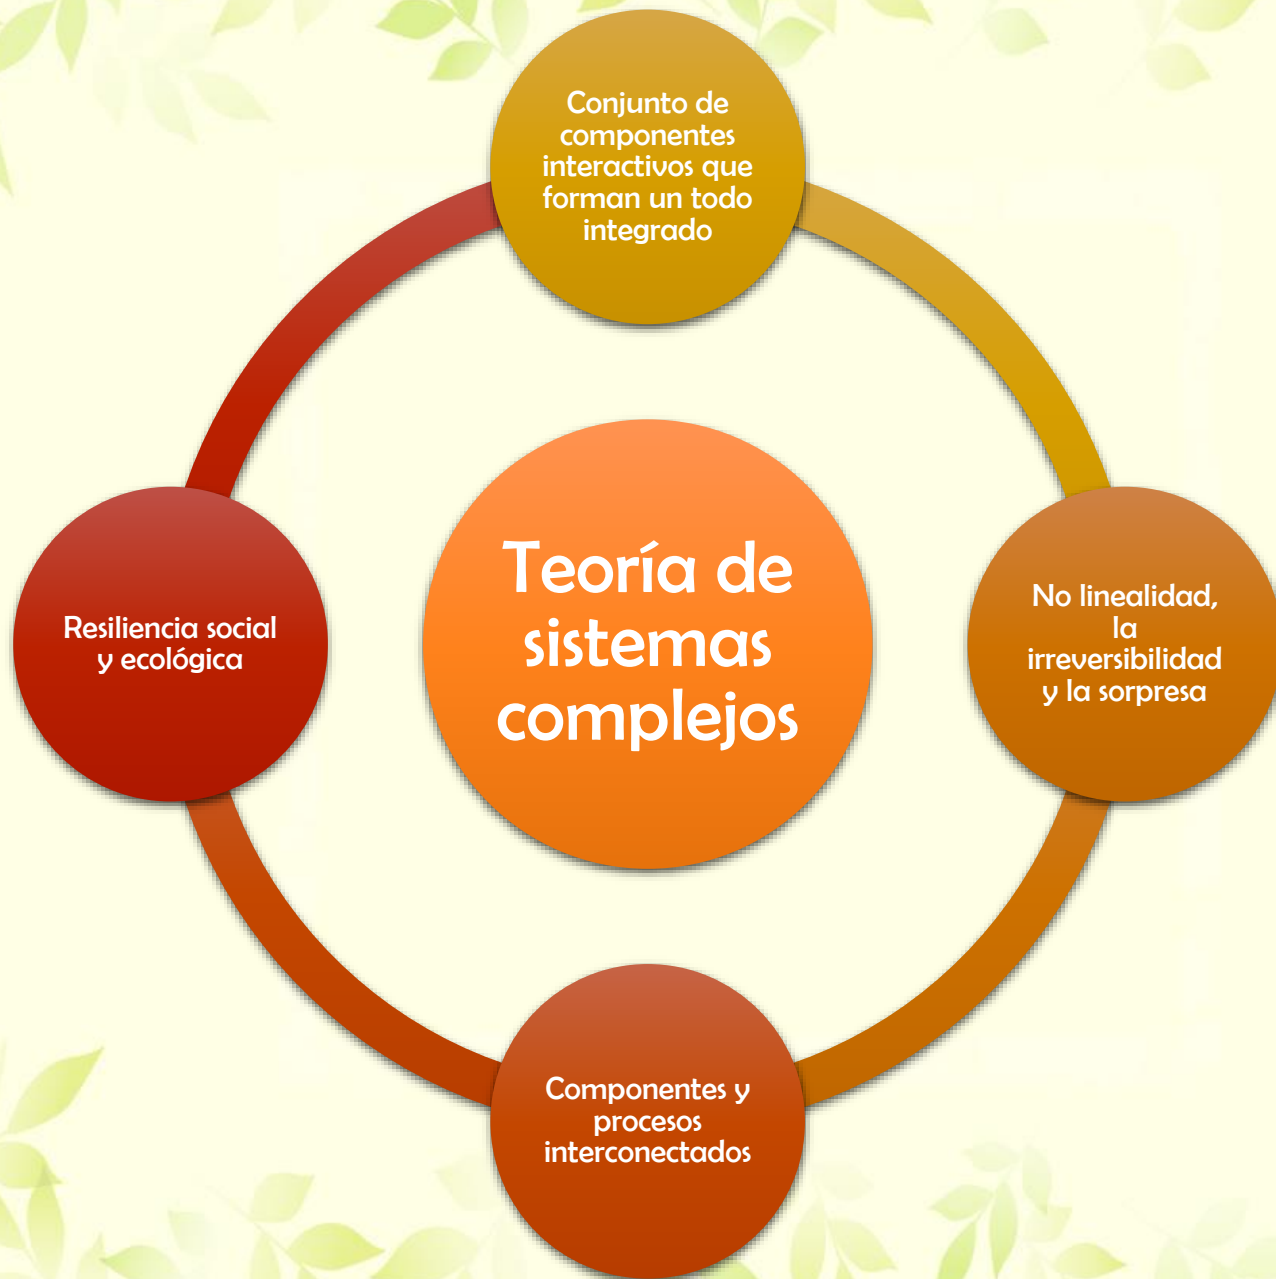 Conjunto de
componentes
interactivos que
forman un todo
integrado
Teoría de
sistemas
complejos
No linealidad,
la
irreversibilidad
y la sorpresa
Componentes y
procesos
interconectados
Resiliencia social
y ecológica